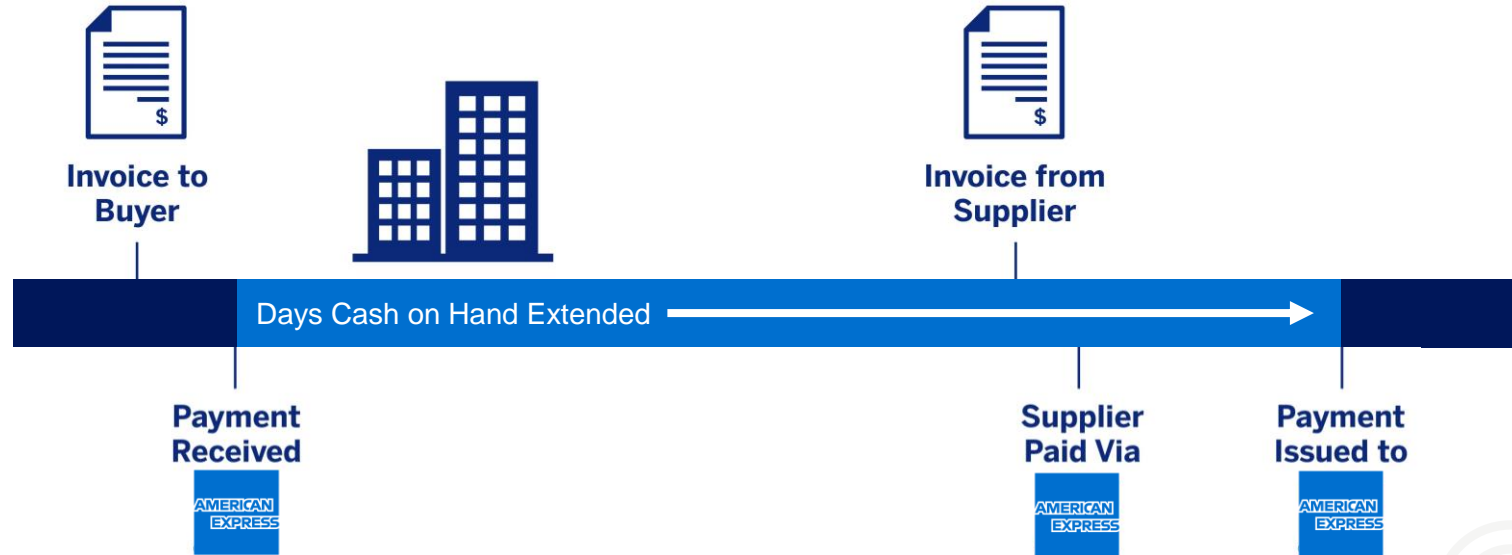 $
$
Invoice to
Buyer
Invoice from
Supplier
Days Cash on Hand Extended
Payment
Received
AMERICAN
EXPRESS
Supplier
Paid Via
AMERICAN
EXPRESS
Payment
Issued to
AMERICAN
EXPRESS